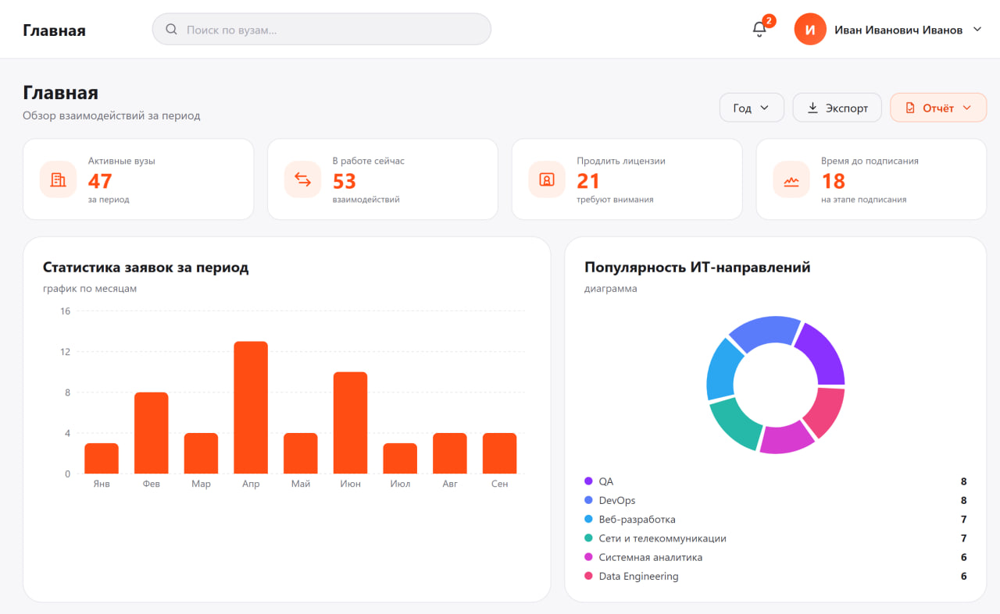 Главная
Поиск по вузам...
2
И
Иван Иванович Иванов
Главная
Обзор взаимодействий за период
Год
Экспорт
Отчёт
Активные вузы
47
за период
В работе сейчас
53
взаимодействий
Продлить лицензии
21
требуют внимания
Время до подписания
18
на этапе подписания
Статистика заявок за период
график по месяцам
16
12
8
4
0
Янв Фев Мар Апр Май Июн Июл Авг Сен
Популярность ИТ-направлений
диаграмма
QA 8
DevOps 8
Веб-разработка 7
Сети и телекоммуникации 7
Системная аналитика 6
Data Engineering 6